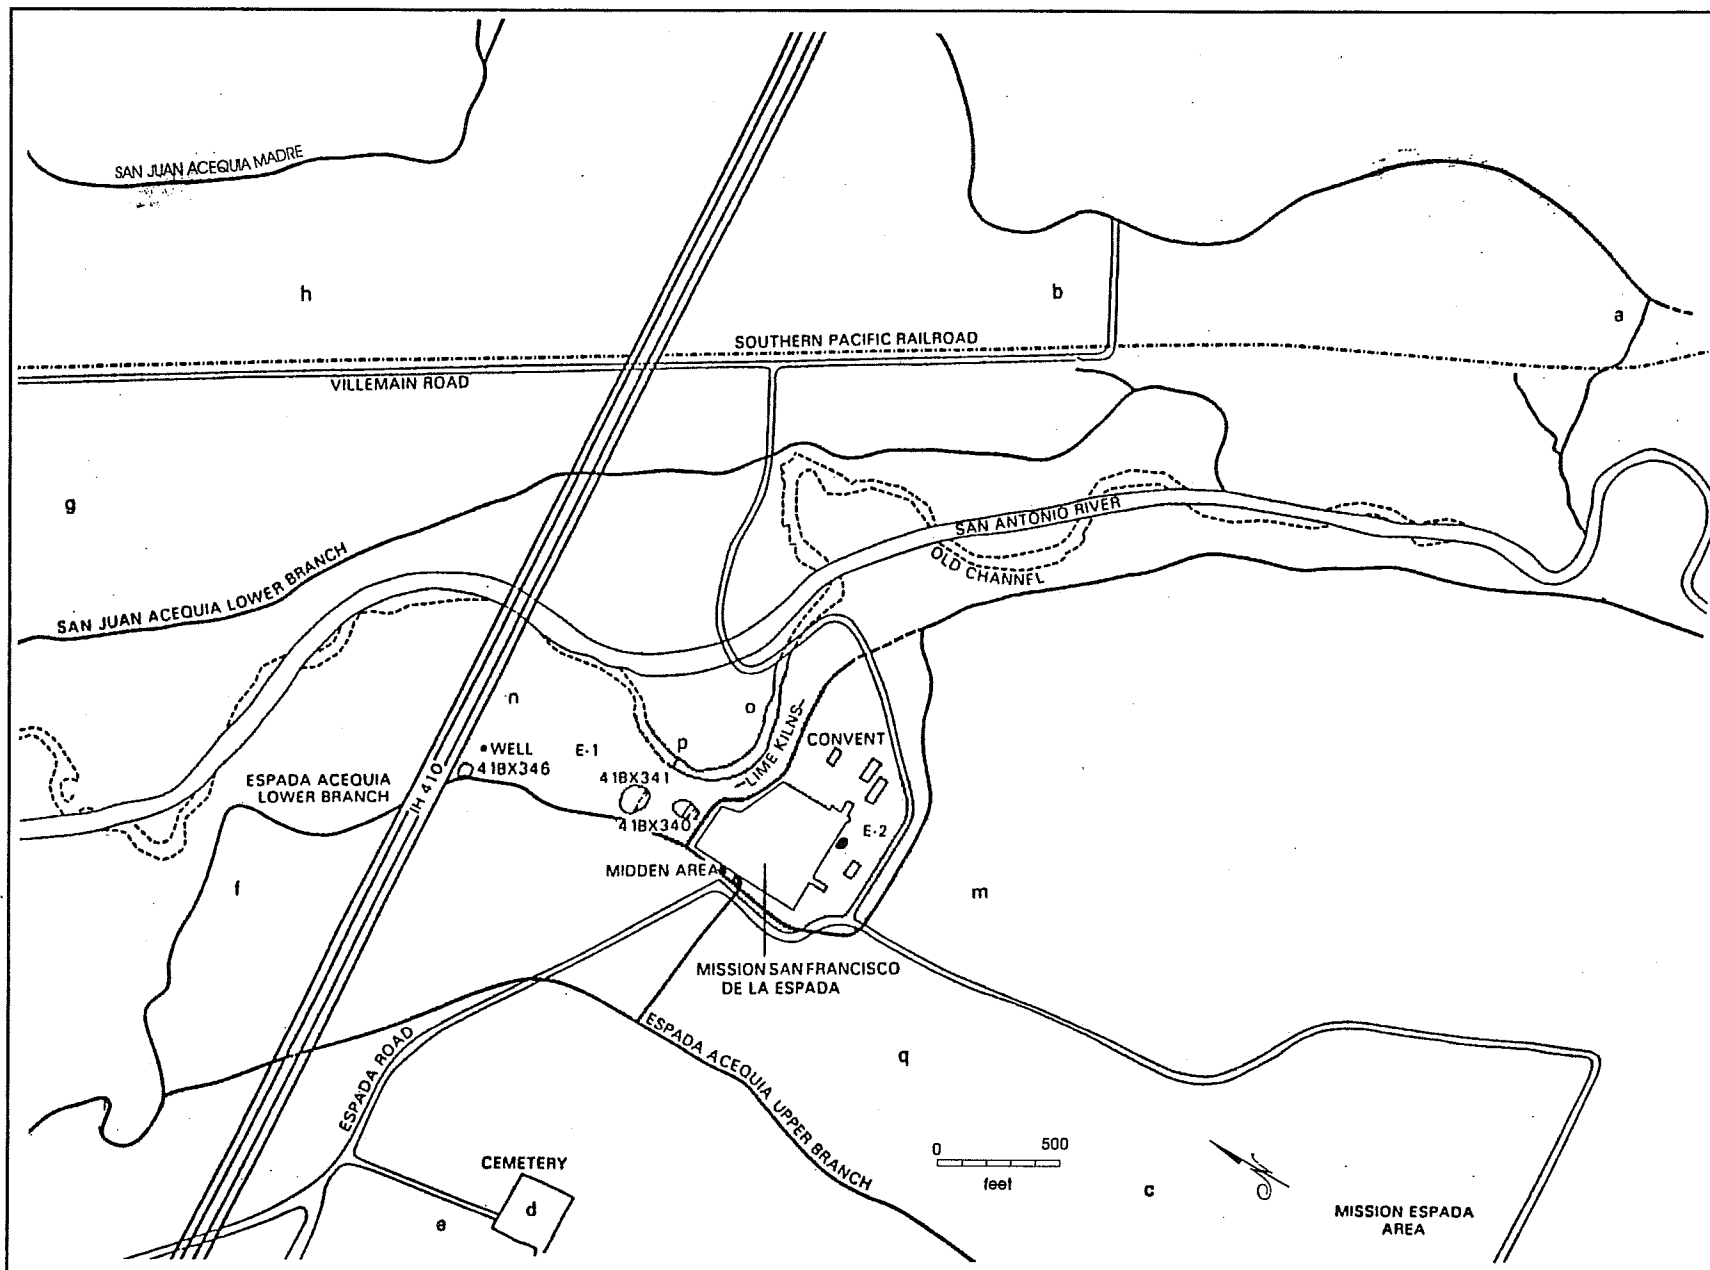 SAN JUAN ACEQUIA MADRE
h
b
a
SOUTHERN PACIFIC RAILROAD
VILLEMAIN ROAD
g
SAN ANTONIO RIVER
OLD CHANNEL
SAN JUAN ACEQUIA LOWER BRANCH
n
o
p
LIME KILNS
CONVENT
WELL
E-1
41BX346
41BX341
ESPADA ACEQUIA
LOWER BRANCH
IH 410
41BX340
E-2
MIDDEN AREA
f
m
MISSION SAN FRANCISCO
DE LA ESPADA
ESPADA ROAD
ESPADA ACEQUIA UPPER BRANCH
q
0 500
feet
CEMETERY
d
e
c
MISSION ESPADA
AREA